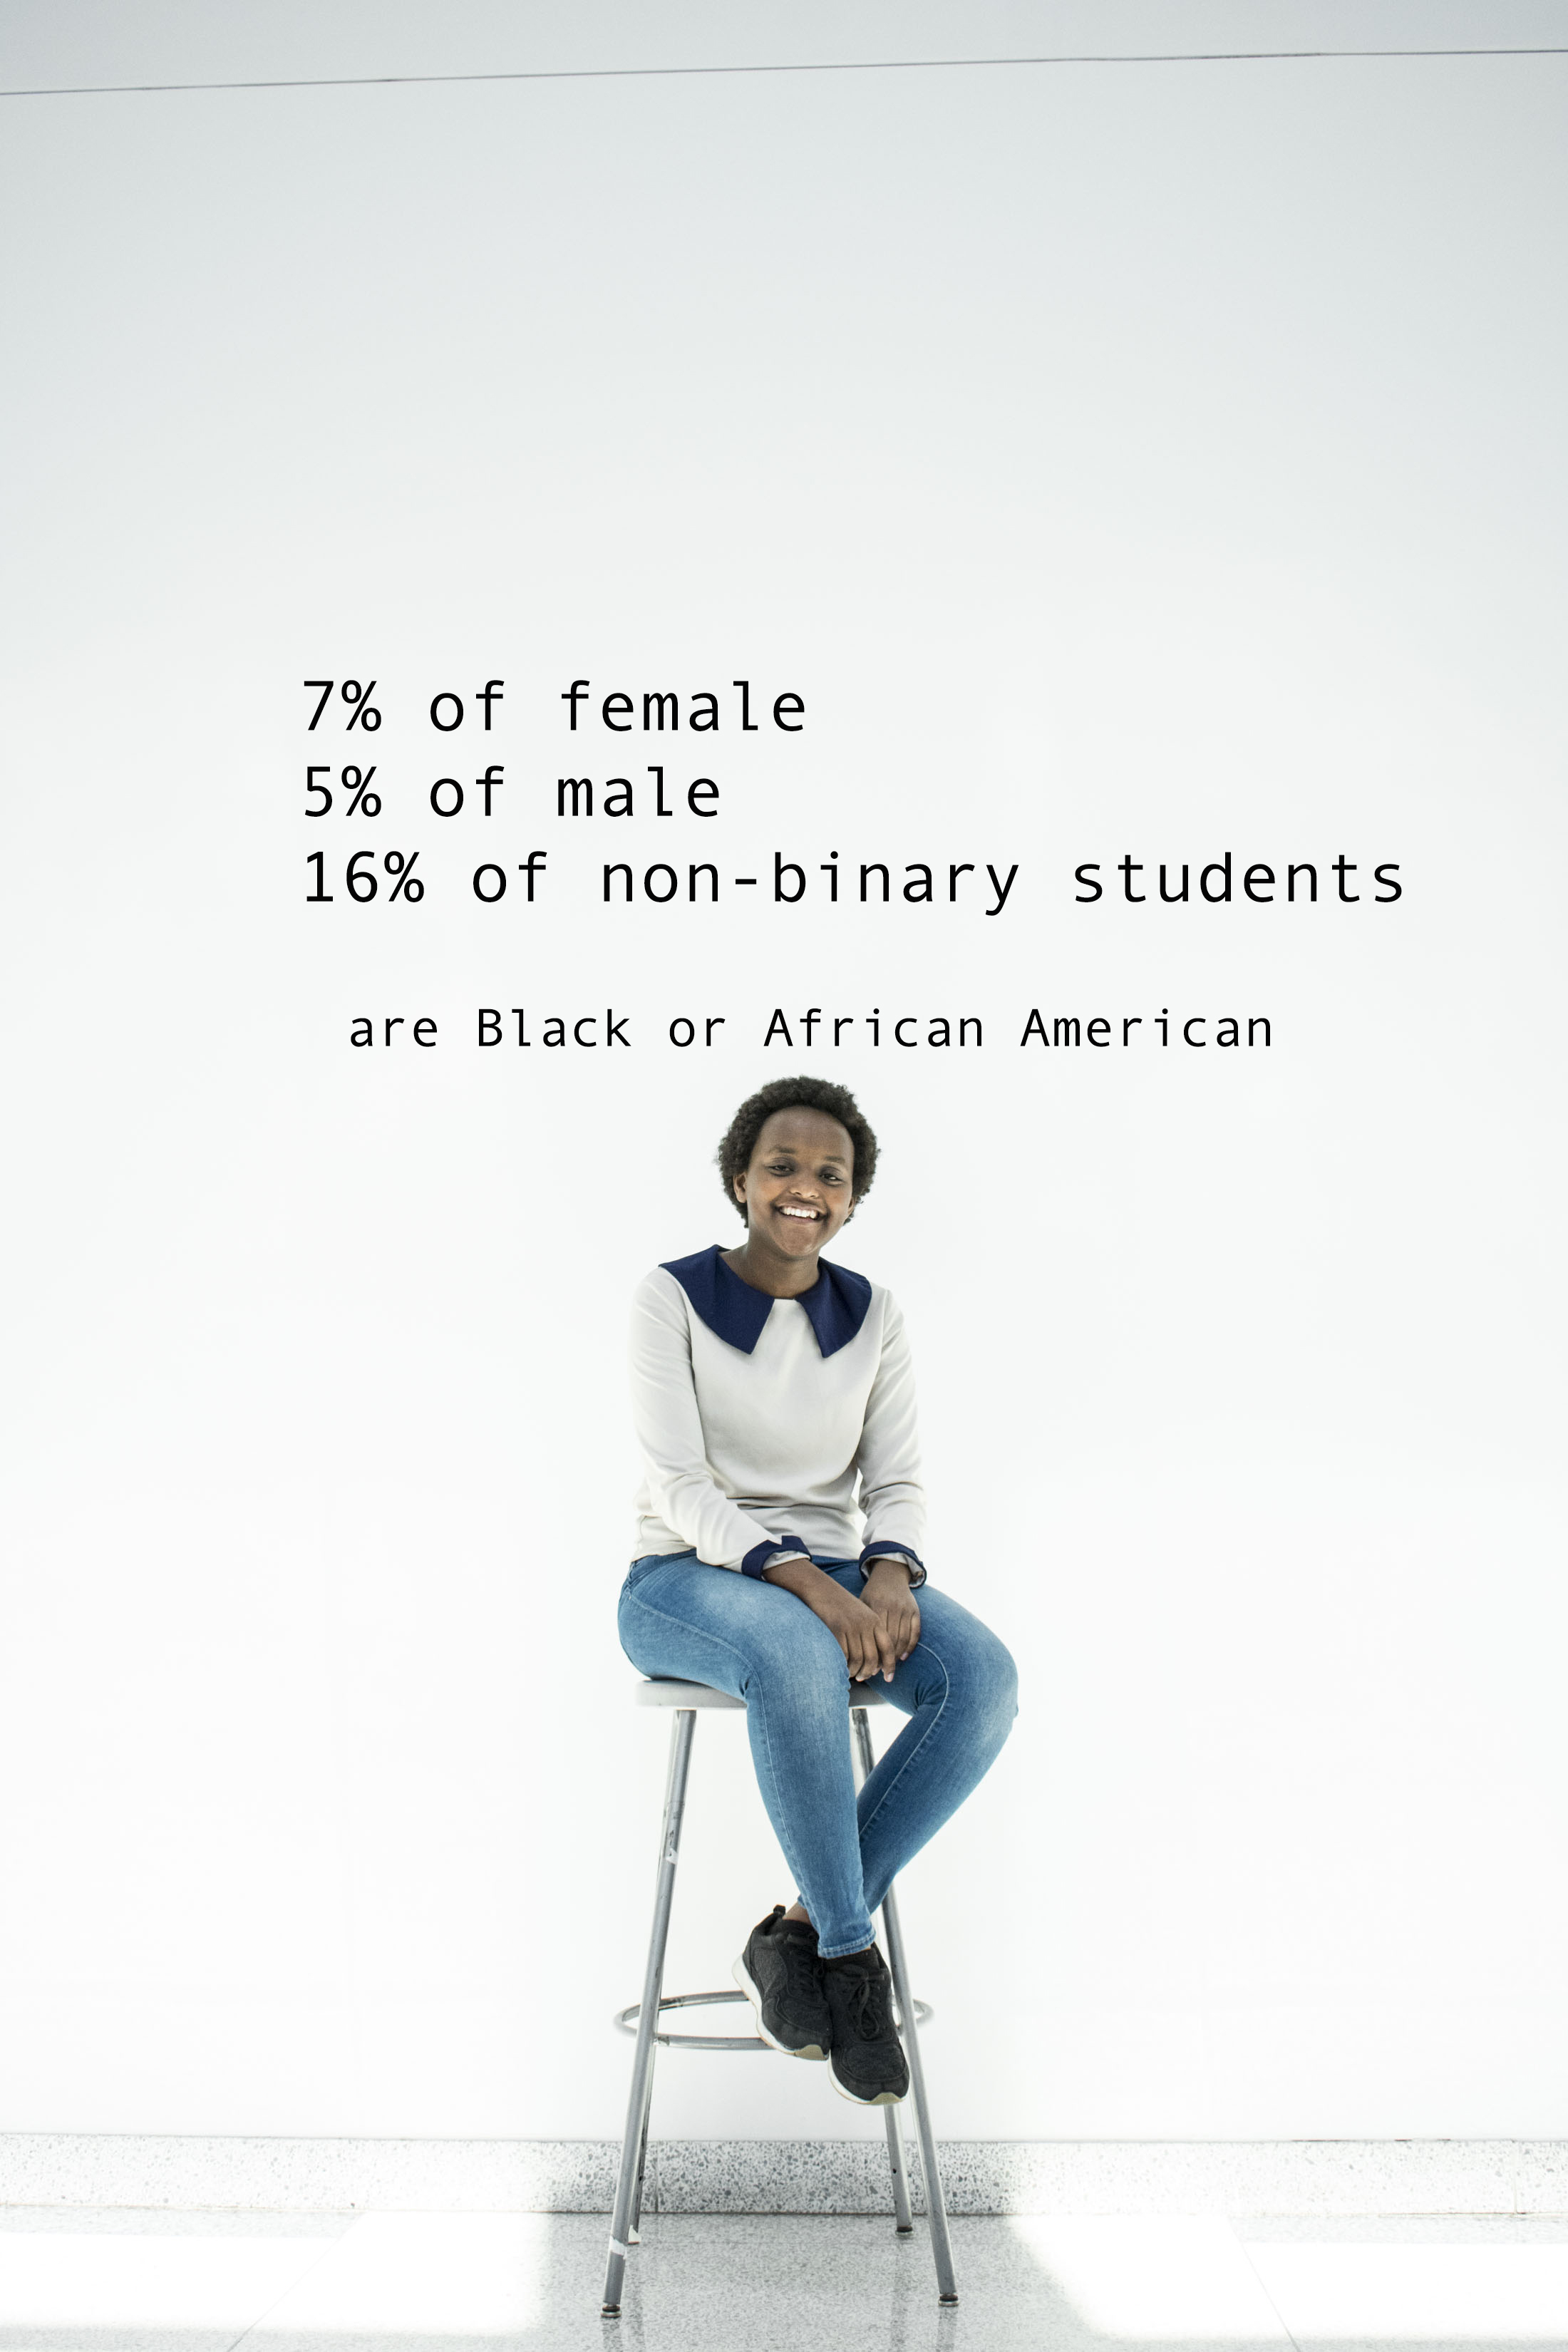 7% of female
5% of male
16% of non-binary students
are Black or African American